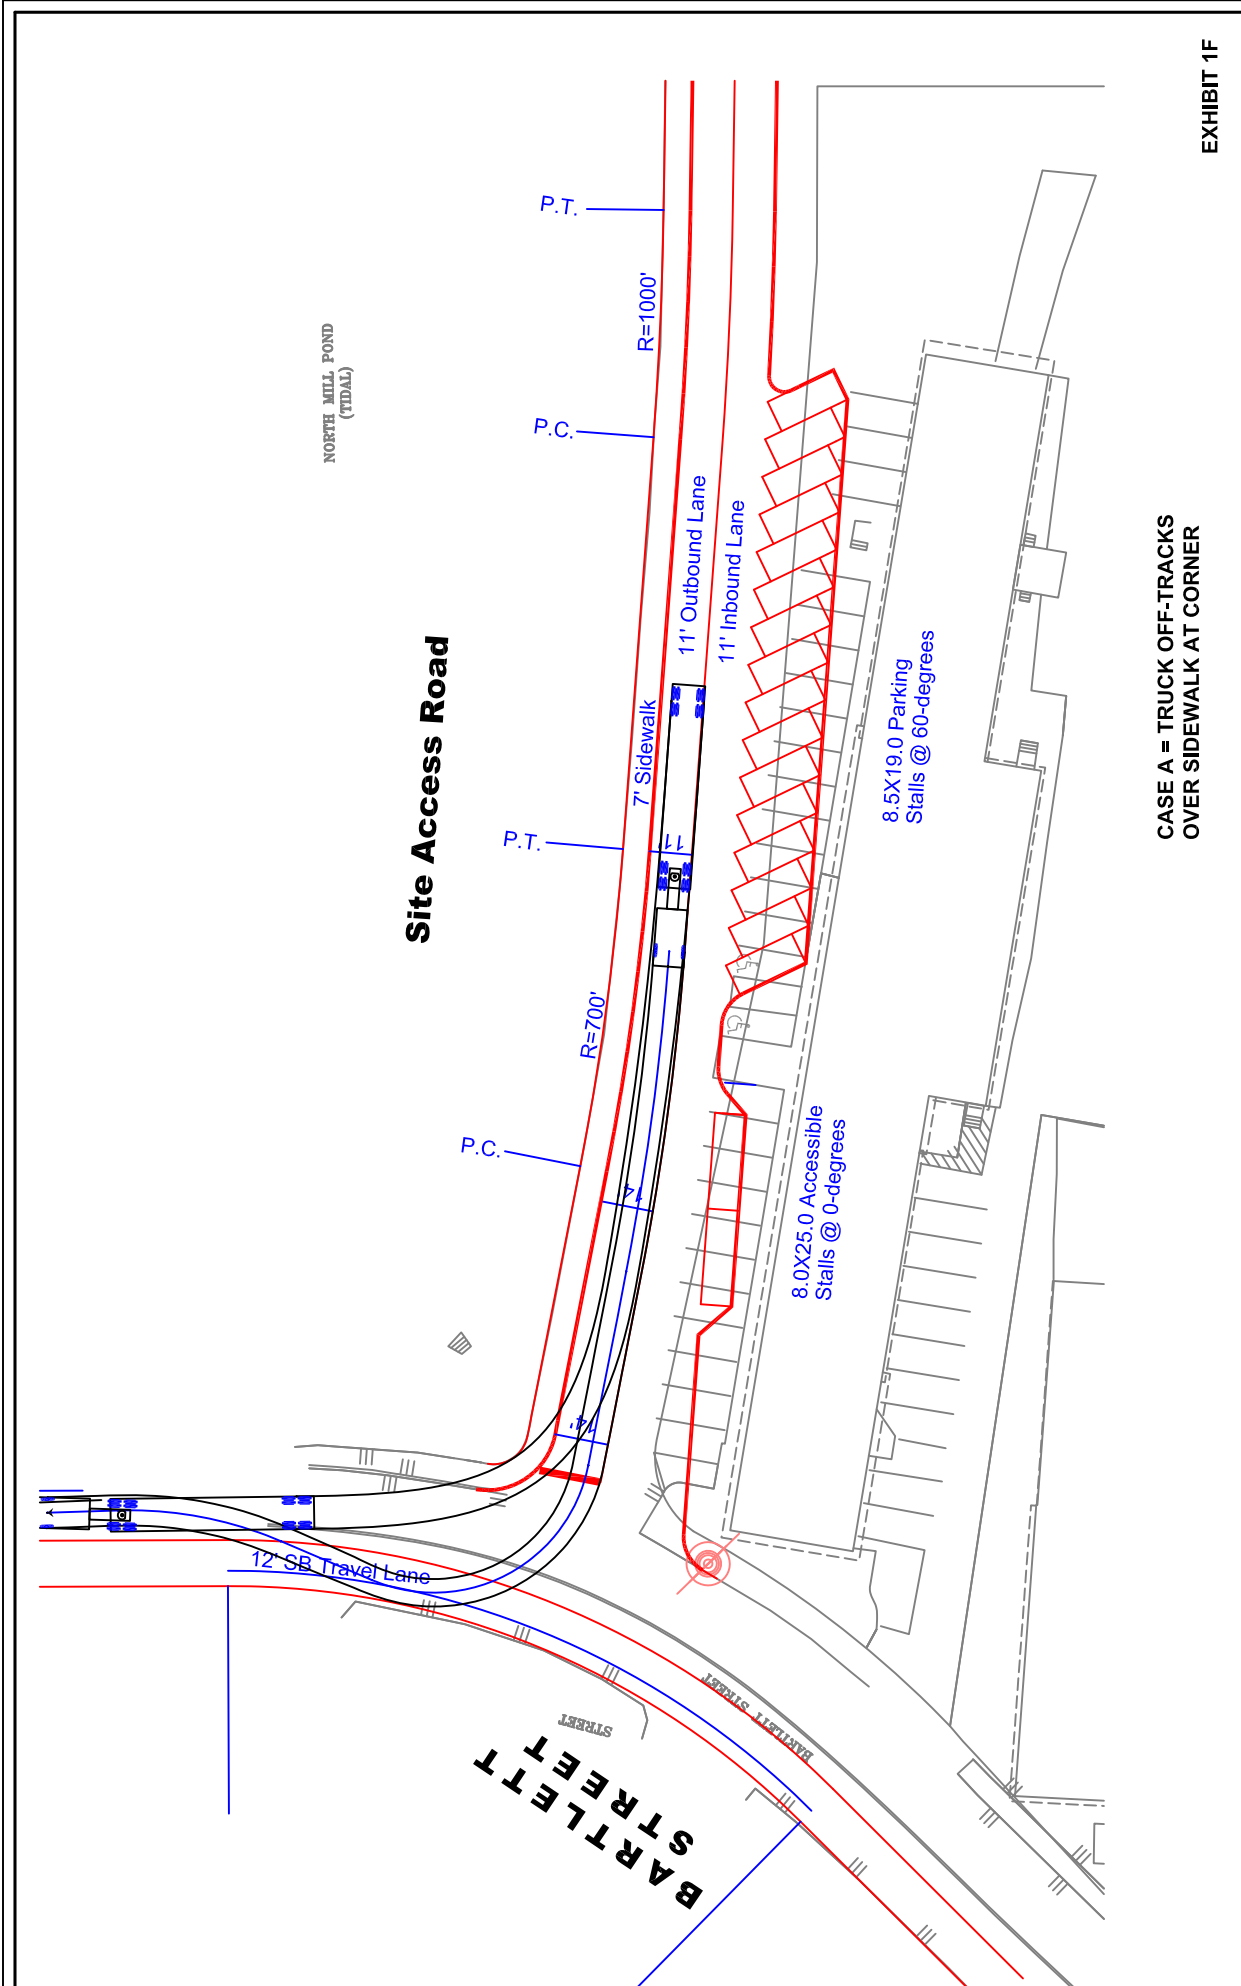 EXHIBIT 1F
P.T.
R=1000'
NORTH MILL POND
(TIDAL)
P.C.
11' Outbound Lane
11' Inbound Lane
Site Access Road
7' Sidewalk
8.5X19.0 Parking
Stalls @ 60-degrees
CASE A = TRUCK OFF-TRACKS
OVER SIDEWALK AT CORNER
P.T.
11'
R=700'
P.C.
14'
8.0X25.0 Accessible
Stalls @ 0-degrees
14'
12' SB Travel Lane
BARTLETT STREET
STREET
BARTLETT
STREET